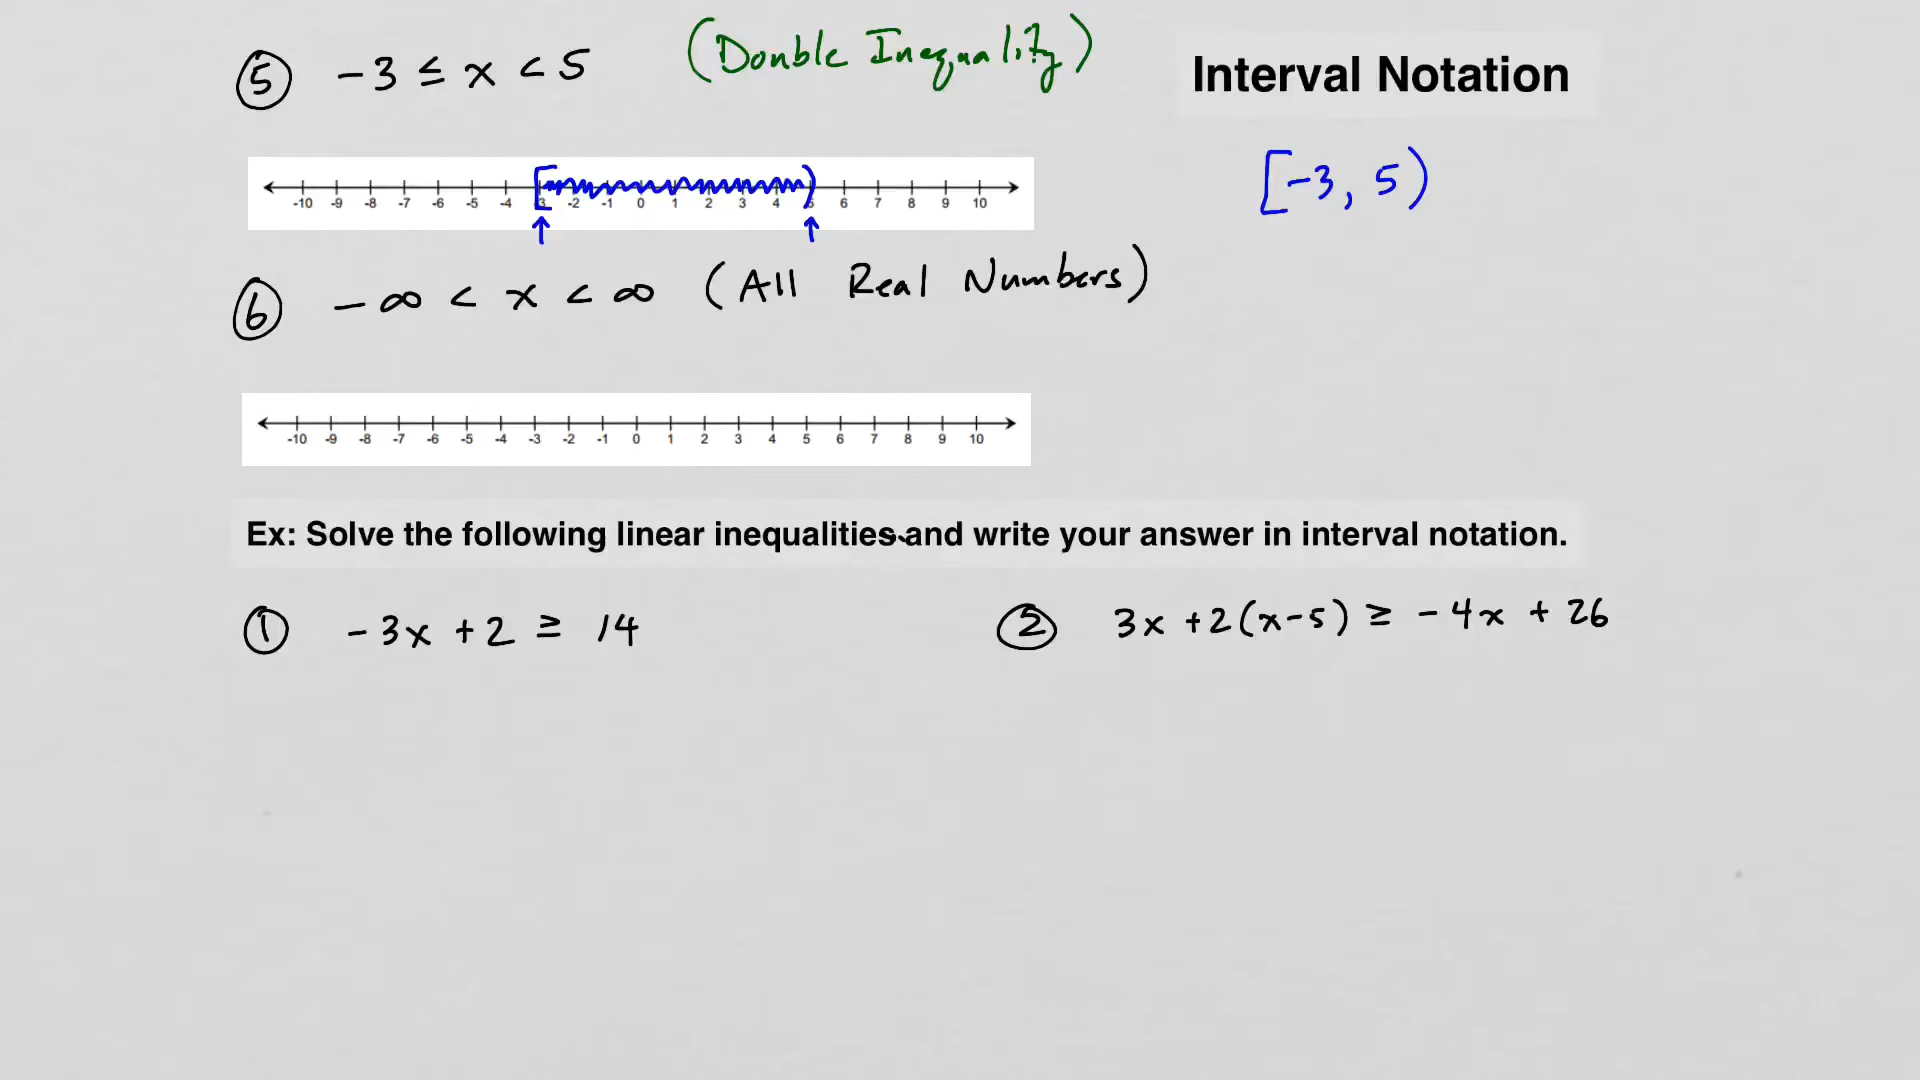 ⑤ -3 ≤ x < 5 (Double Inequality) Interval Notation
-10 -9 -8 -7 -6 -5 -4 -3 -2 -1 0 1 2 3 4 5 6 7 8 9 10
[-3, 5)
⑥ -∞ < x < ∞ (All Real Numbers)
-10 -9 -8 -7 -6 -5 -4 -3 -2 -1 0 1 2 3 4 5 6 7 8 9 10
Ex: Solve the following linear inequalities and write your answer in interval notation.
① -3x + 2 ≥ 14
② 3x + 2(x-5) ≥ -4x + 26